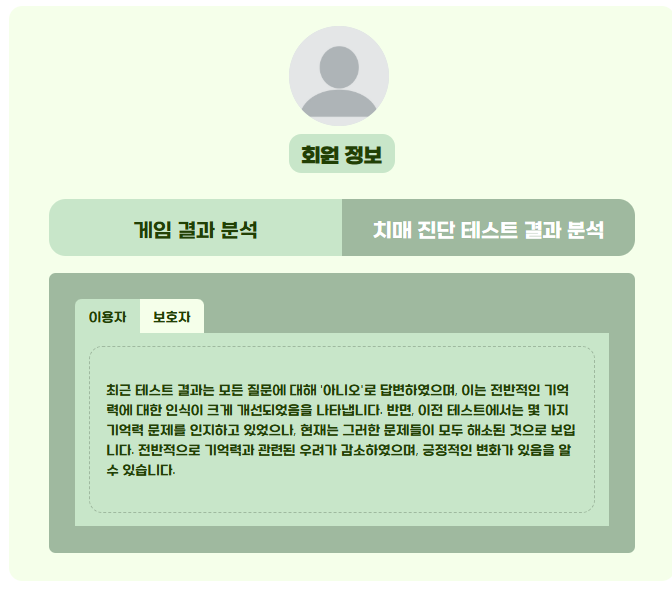 회원 정보
게임 결과 분석
치매 진단 테스트 결과 분석
이용자
보호자
최근 테스트 결과는 모든 질문에 대해 '아니오'로 답변하였으며, 이는 전반적인 기억
력에 대한 인식이 크게 개선되었음을 나타냅니다. 반면, 이전 테스트에서는 몇 가지
기억력 문제를 인지하고 있었으나, 현재는 그러한 문제들이 모두 해소된 것으로 보입
니다. 전반적으로 기억력과 관련된 우려가 감소하였으며, 긍정적인 변화가 있음을 알
수 있습니다.